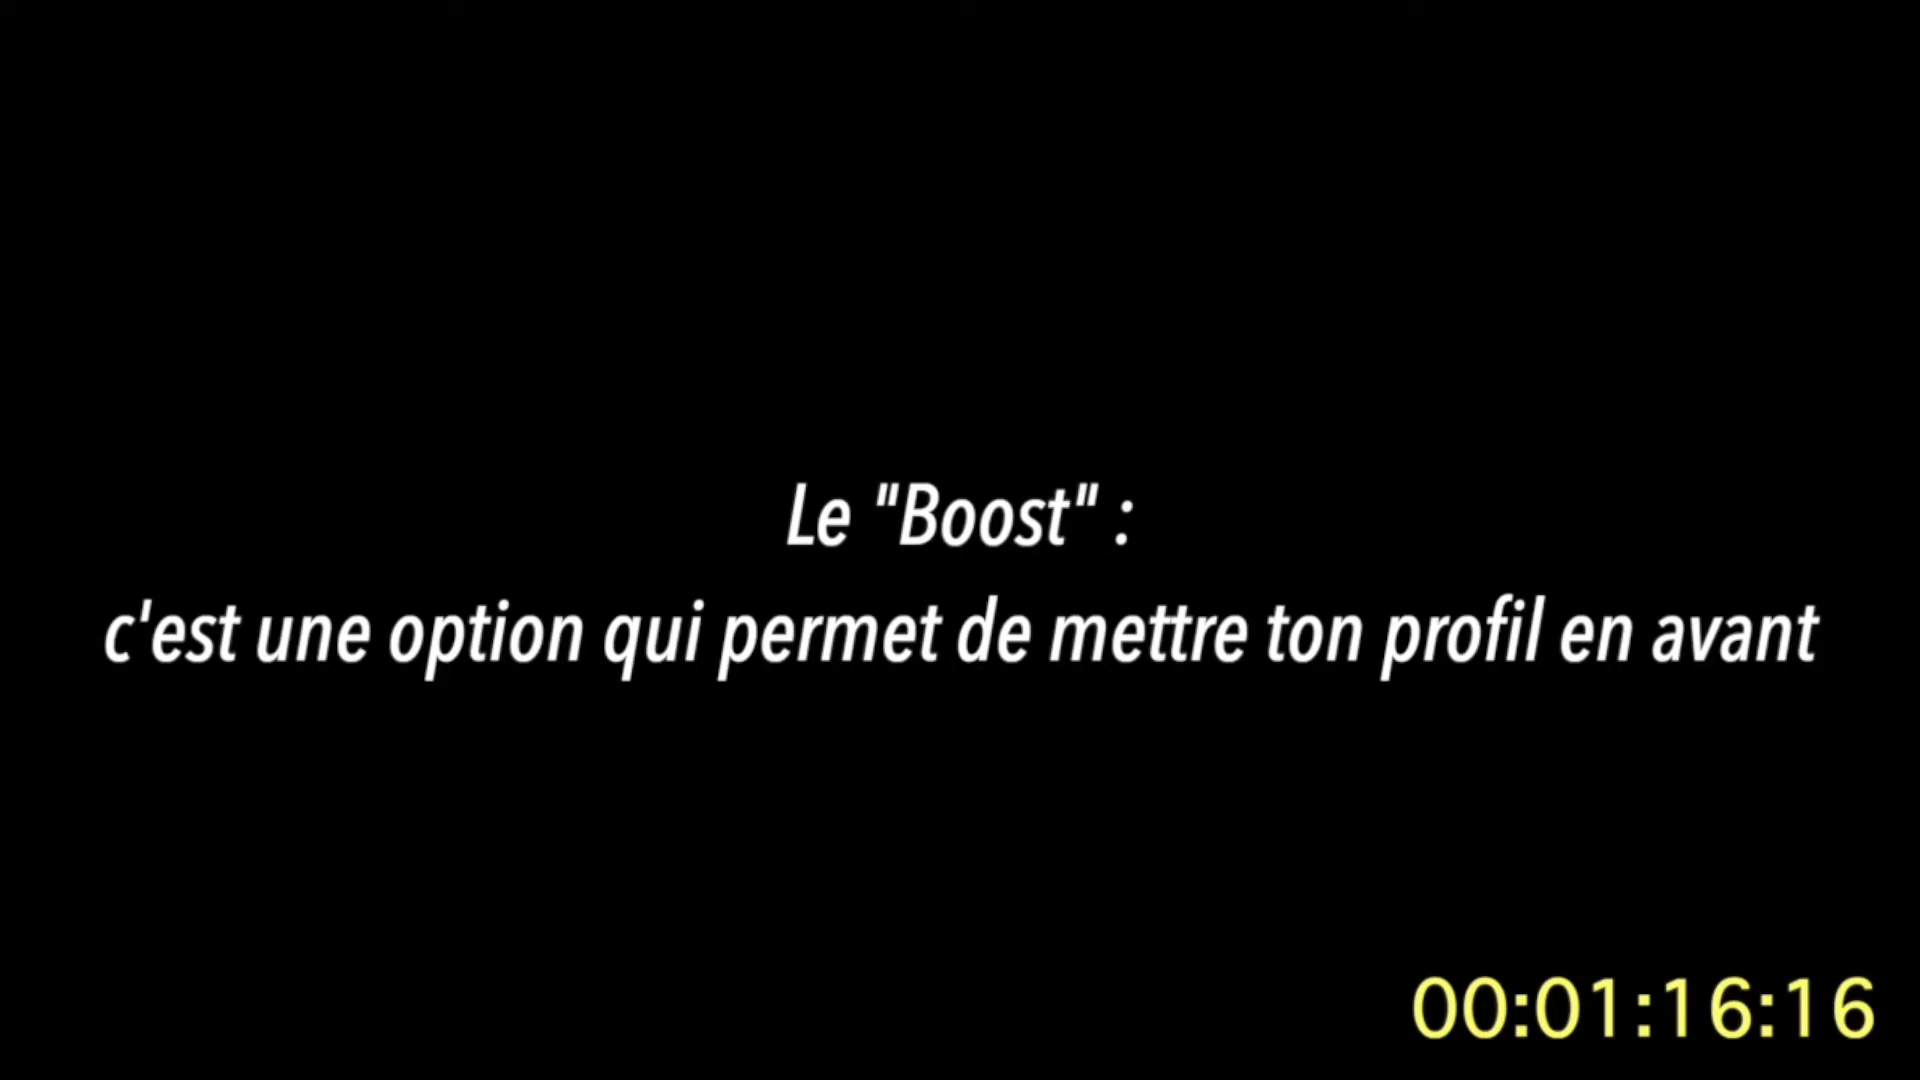 Le "Boost" :
c'est une option qui permet de mettre ton profil en avant
00:01:16:16